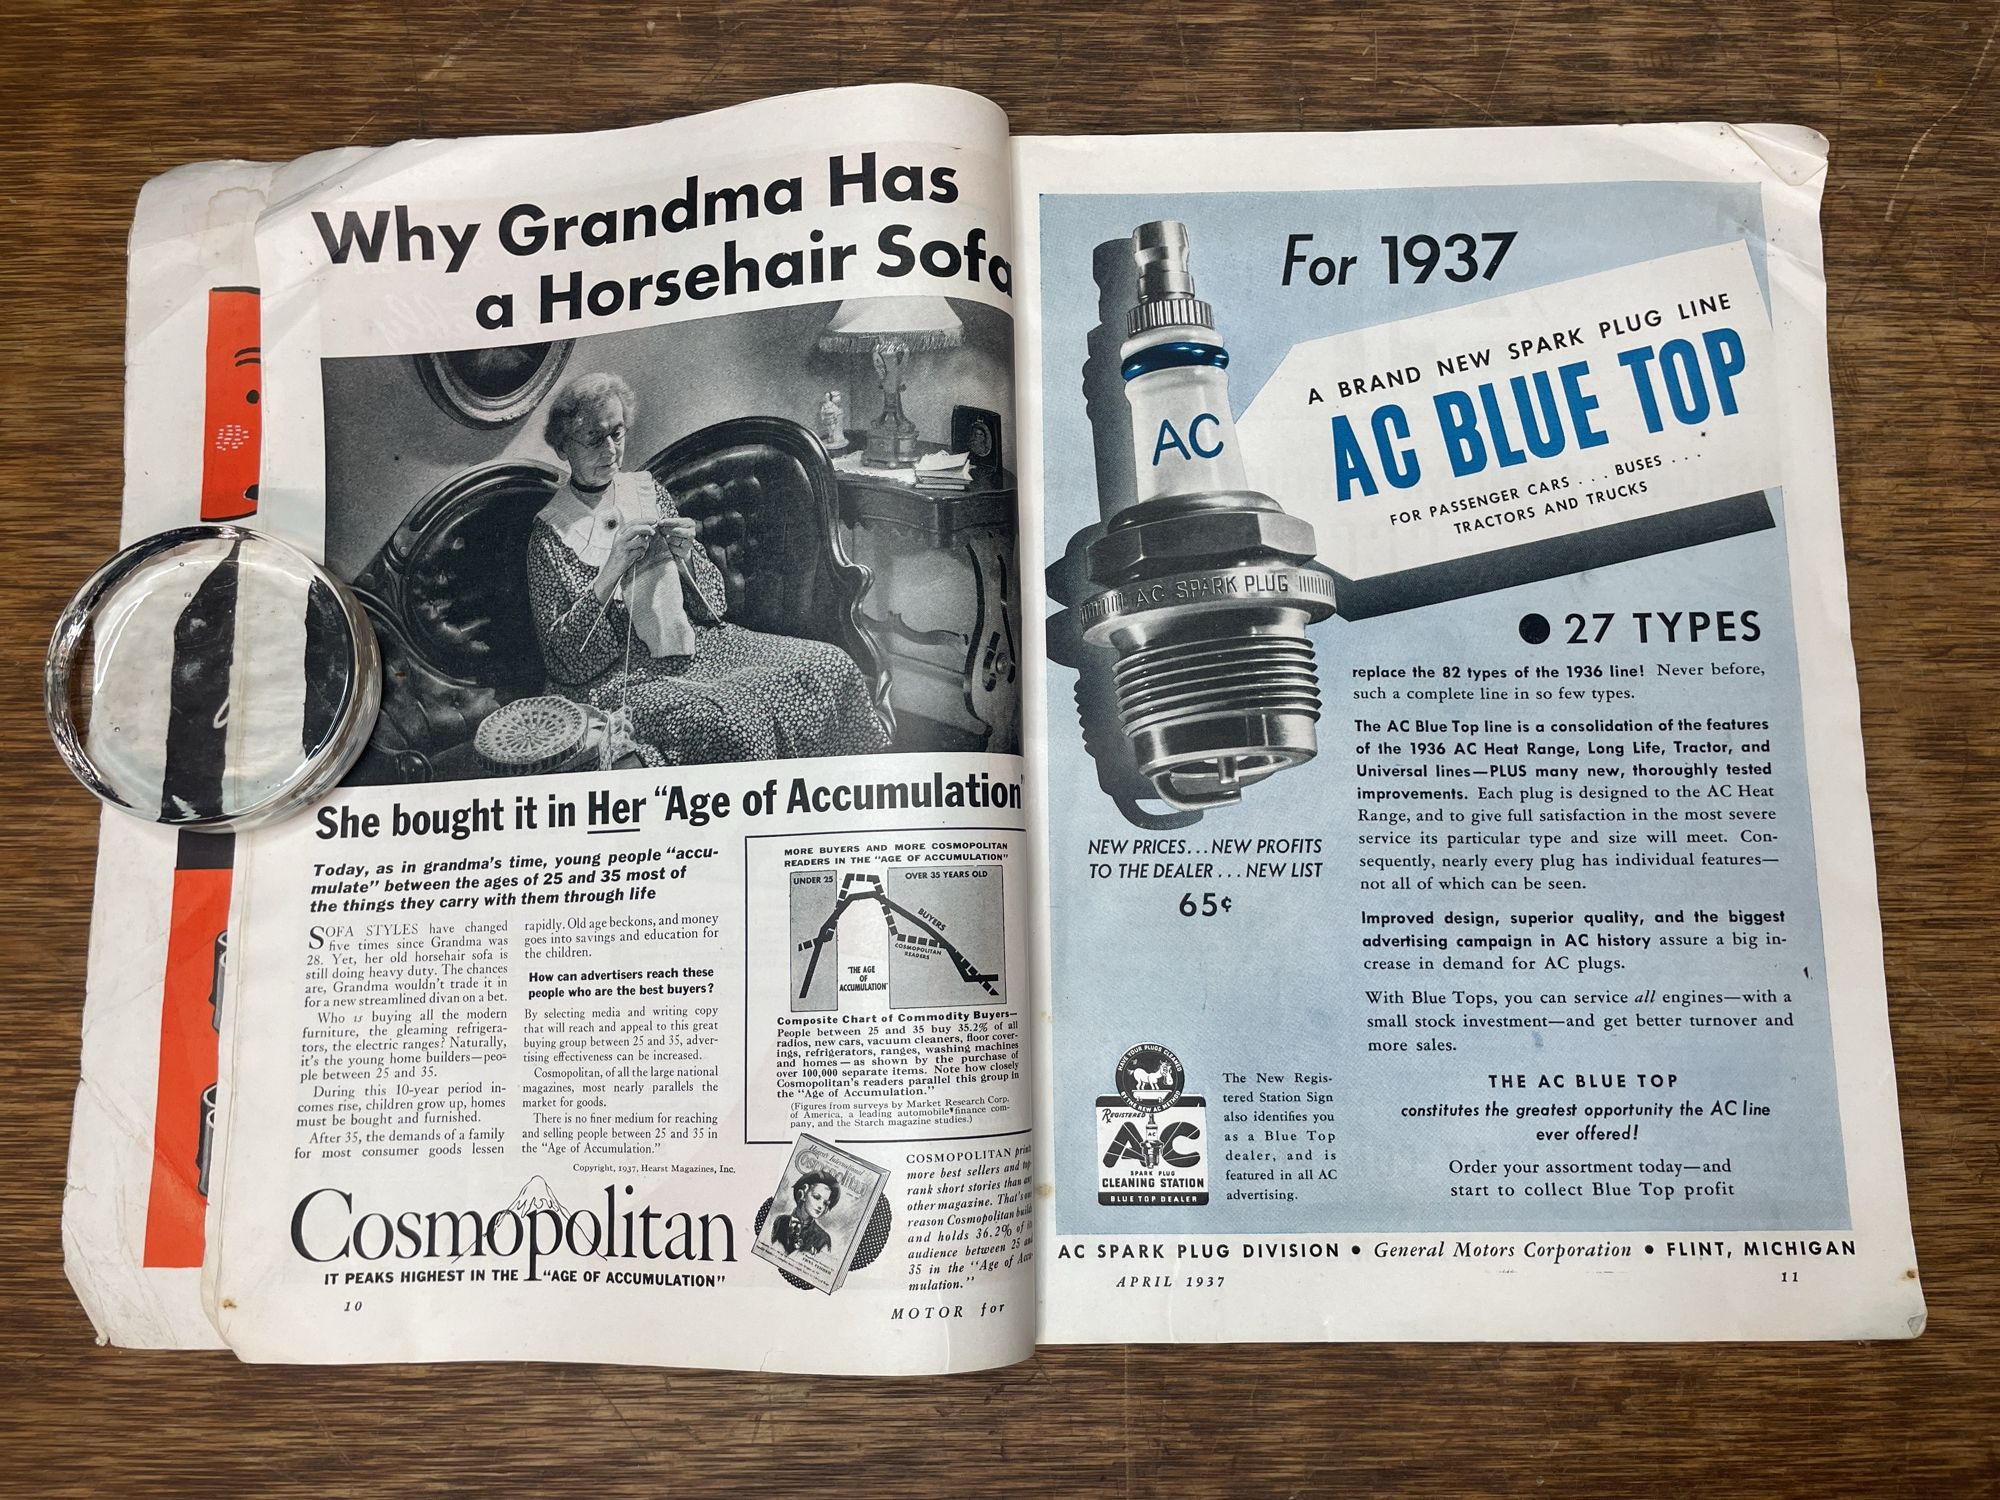 Why Grandma Has
a Horsehair Sofa
She bought it in Her "Age of Accumulation"
Today, as in grandma's time, young people "accu-
mulate" between the ages of 25 and 35 most of
the things they carry with them through life
SOFA STYLES have changed
five times since Grandma was
28. Yet, her old horsehair sofa is
still doing heavy duty. The chances
are, Grandma wouldn't trade it in
for a new streamlined divan on a bet.
Who is buying all the modern
furniture, the gleaming refrigera-
tors, the electric ranges? Naturally,
it's the young home builders—peo-
ple between 25 and 35.
During this 10-year period in-
comes rise, children grow up, homes
must be bought and furnished.
After 35, the demands of a family
for most consumer goods lessen
rapidly. Old age beckons, and money
goes into savings and education for
the children.
How can advertisers reach these
people who are the best buyers?
By selecting media and writing copy
that will reach and appeal to this great
buying group between 25 and 35, adver-
tising effectiveness can be increased.
Cosmopolitan, of all the large national
magazines, most nearly parallels the
market for goods.
There is no finer medium for reaching
and selling people between 25 and 35 in
the "Age of Accumulation."
Copyright, 1937, Hearst Magazines, Inc.
MORE BUYERS AND MORE COSMOPOLITAN
READERS IN THE "AGE OF ACCUMULATION"
UNDER 25
OVER 35 YEARS OLD
BUYERS
COSMOPOLITAN
READERS
"THE AGE
OF
ACCUMULATION"
Composite Chart of Commodity Buyers—
People between 25 and 35 buy 35.2% of all
radios, new cars, vacuum cleaners, floor cover-
ings, refrigerators, ranges, washing machines
and homes—as shown by the purchase of
over 100,000 separate items. Note how closely
Cosmopolitan's readers parallel this group in
the "Age of Accumulation."
(Figures from surveys by Market Research Corp.
of America, a leading automobile finance com-
pany, and the Starch magazine studies.)
Cosmopolitan
IT PEAKS HIGHEST IN THE "AGE OF ACCUMULATION"
Hearst's International
Cosmopolitan
COSMOPOLITAN prints
more best sellers and top-
rank short stories than any
other magazine. That's one
reason Cosmopolitan builds
and holds 36.2% of its
audience between 25 and
35 in the "Age of Accu-
mulation."
10
MOTOR for
For 1937
A BRAND NEW SPARK PLUG LINE
AC BLUE TOP
FOR PASSENGER CARS . . . BUSES . . .
TRACTORS AND TRUCKS
AC
AC SPARK PLUG
● 27 TYPES
replace the 82 types of the 1936 line! Never before,
such a complete line in so few types.
The AC Blue Top line is a consolidation of the features
of the 1936 AC Heat Range, Long Life, Tractor, and
Universal lines—PLUS many new, thoroughly tested
improvements. Each plug is designed to the AC Heat
Range, and to give full satisfaction in the most severe
service its particular type and size will meet. Con-
sequently, nearly every plug has individual features—
not all of which can be seen.
Improved design, superior quality, and the biggest
advertising campaign in AC history assure a big in-
crease in demand for AC plugs.
With Blue Tops, you can service all engines—with a
small stock investment—and get better turnover and
more sales.
THE AC BLUE TOP
constitutes the greatest opportunity the AC line
ever offered!
Order your assortment today—and
start to collect Blue Top profit
NEW PRICES...NEW PROFITS
TO THE DEALER...NEW LIST
65¢
HAVE YOUR PLUGS CLEANED
BY THE NEW AC METHOD
REGISTERED
AC
AC
SPARK PLUG
CLEANING STATION
BLUE TOP DEALER
The New Regis-
tered Station Sign
also identifies you
as a Blue Top
dealer, and is
featured in all AC
advertising.
AC SPARK PLUG DIVISION ● General Motors Corporation ● FLINT, MICHIGAN
APRIL 1937
11